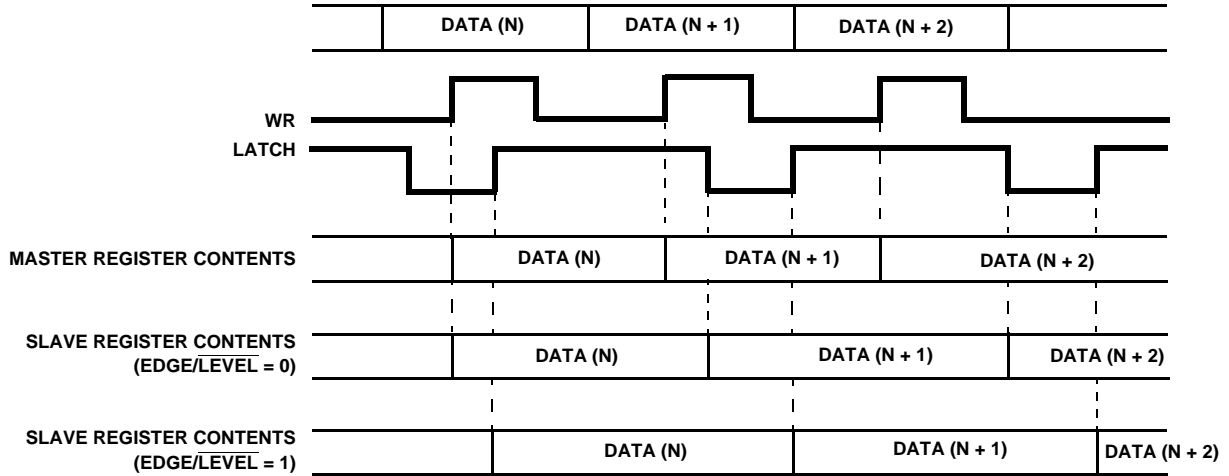 DATA (N) DATA (N + 1) DATA (N + 2)
WR
LATCH
MASTER REGISTER CONTENTS DATA (N) DATA (N + 1) DATA (N + 2)
SLAVE REGISTER CONTENTS
(EDGE/LEVEL = 0) DATA (N) DATA (N + 1) DATA (N + 2)
SLAVE REGISTER CONTENTS
(EDGE/LEVEL = 1) DATA (N) DATA (N + 1) DATA (N + 2)